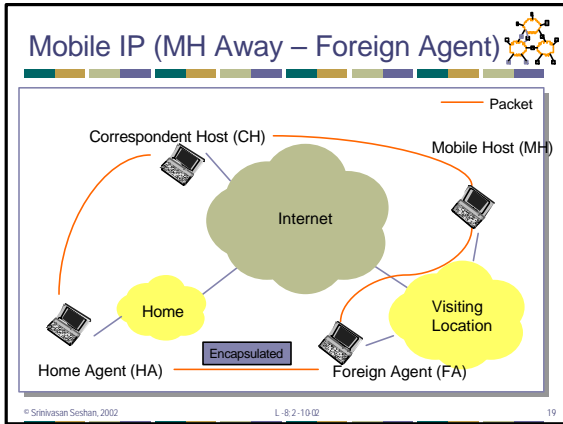 Mobile IP (MH Away – Foreign Agent)
Packet
Correspondent Host (CH)
Mobile Host (MH)
Internet
Home
Visiting
Location
Encapsulated
Home Agent (HA)
Foreign Agent (FA)
© Srinivasan Seshan, 2002
L -8; 2 -10-02
19